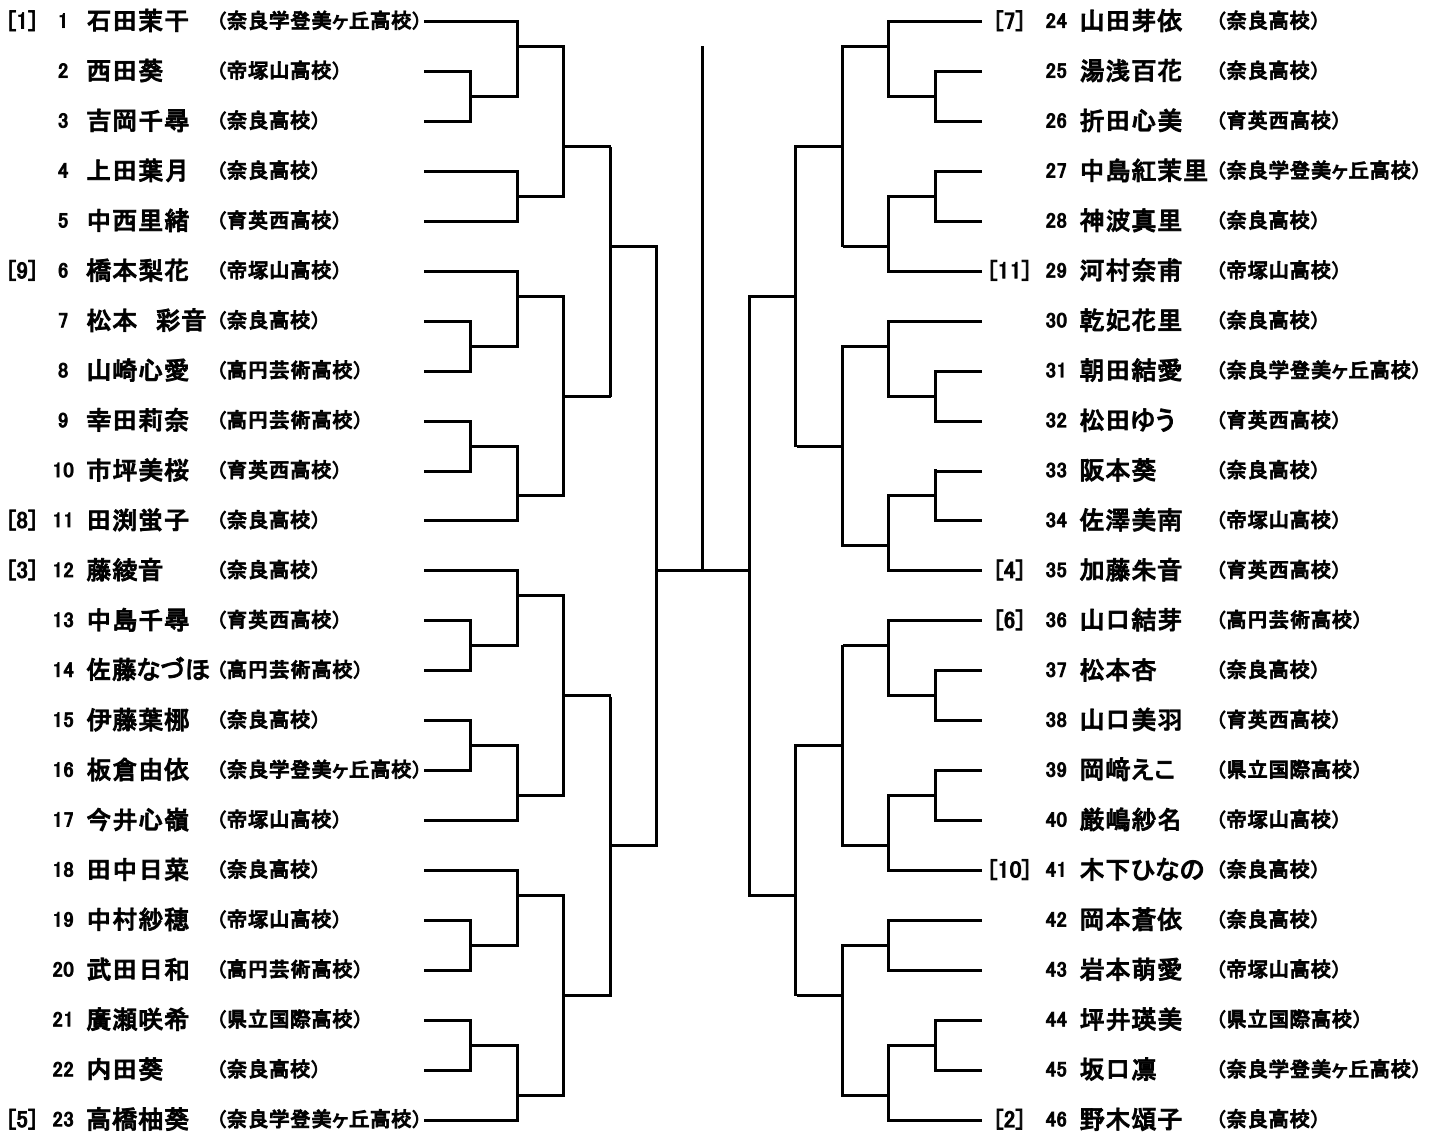 [1] 1 石田茉干 (奈良学登美ヶ丘高校)
2 西田葵 (帝塚山高校)
3 吉岡千尋 (奈良高校)
4 上田葉月 (奈良高校)
5 中西里緒 (育英西高校)
[9] 6 橋本梨花 (帝塚山高校)
7 松本　彩音 (奈良高校)
8 山崎心愛 (高円芸術高校)
9 幸田莉奈 (高円芸術高校)
10 市坪美桜 (育英西高校)
[8] 11 田渕蛍子 (奈良高校)
[3] 12 藤綾音 (奈良高校)
13 中島千尋 (育英西高校)
14 佐藤なづほ (高円芸術高校)
15 伊藤葉梛 (奈良高校)
16 板倉由依 (奈良学登美ヶ丘高校)
17 今井心嶺 (帝塚山高校)
18 田中日菜 (奈良高校)
19 中村紗穂 (帝塚山高校)
20 武田日和 (高円芸術高校)
21 廣瀬咲希 (県立国際高校)
22 内田葵 (奈良高校)
[5] 23 高橋柚葵 (奈良学登美ヶ丘高校)
[7] 24 山田芽依 (奈良高校)
25 湯浅百花 (奈良高校)
26 折田心美 (育英西高校)
27 中島紅茉里 (奈良学登美ヶ丘高校)
28 神波真里 (奈良高校)
[11] 29 河村奈甫 (帝塚山高校)
30 乾妃花里 (奈良高校)
31 朝田結愛 (奈良学登美ヶ丘高校)
32 松田ゆう (育英西高校)
33 阪本葵 (奈良高校)
34 佐澤美南 (帝塚山高校)
[4] 35 加藤朱音 (育英西高校)
[6] 36 山口結芽 (高円芸術高校)
37 松本杏 (奈良高校)
38 山口美羽 (育英西高校)
39 岡﨑えこ (県立国際高校)
40 厳嶋紗名 (帝塚山高校)
[10] 41 木下ひなの (奈良高校)
42 岡本蒼依 (奈良高校)
43 岩本萌愛 (帝塚山高校)
44 坪井瑛美 (県立国際高校)
45 坂口凛 (奈良学登美ヶ丘高校)
[2] 46 野木頌子 (奈良高校)